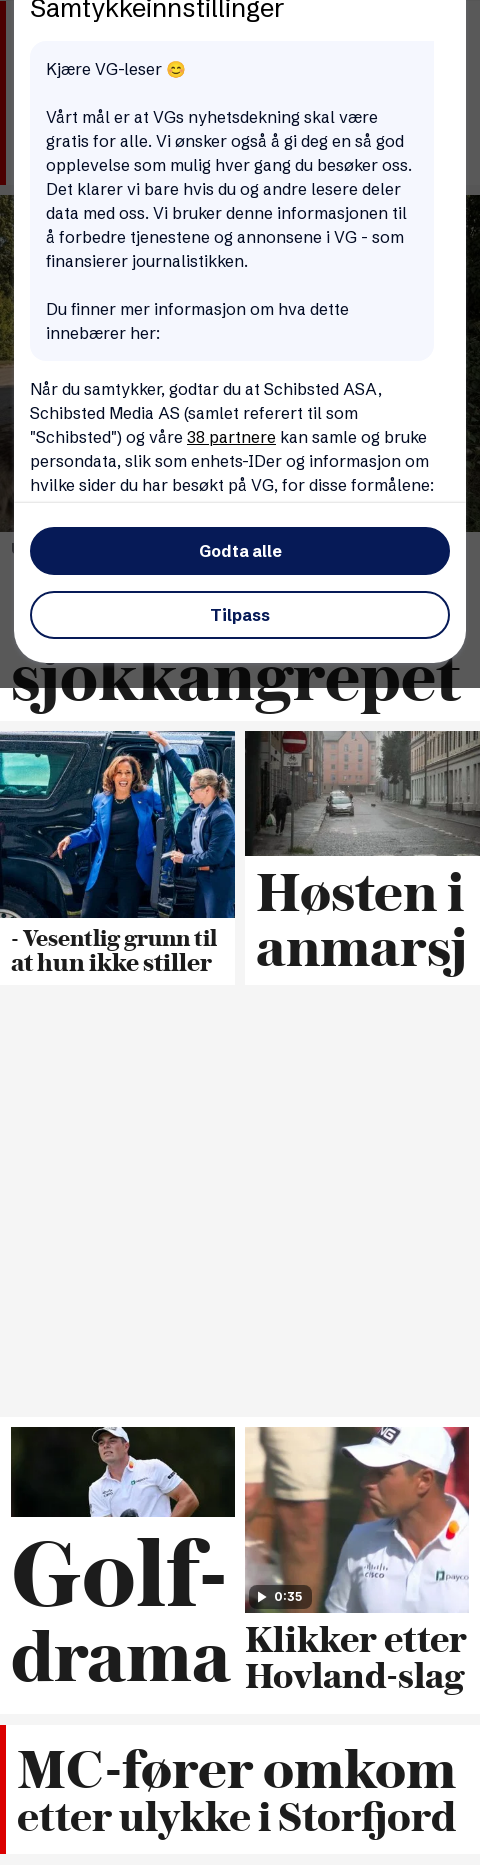 Samtykkeinnstillinger
Kjære VG-leser 😊
Vårt mål er at VGs nyhetsdekning skal være
gratis for alle. Vi ønsker også å gi deg en så god
opplevelse som mulig hver gang du besøker oss.
Det klarer vi bare hvis du og andre lesere deler
data med oss. Vi bruker denne informasjonen til
å forbedre tjenestene og annonsene i VG - som
finansierer journalistikken.
Du finner mer informasjon om hva dette
innebærer her:
Når du samtykker, godtar du at Schibsted ASA,
Schibsted Media AS (samlet referert til som
"Schibsted") og våre 38 partnere kan samle og bruke
persondata, slik som enhets-IDer og informasjon om
hvilke sider du har besøkt på VG, for disse formålene:
Godta alle
Tilpass
sjokkangrepet
- Vesentlig grunn til
at hun ikke stiller
Høsten i
anmarsj
Golf-
drama
VG
cisco
payco
0:35
Klikker etter
Hovland-slag
MC-fører omkom
etter ulykke i Storfjord